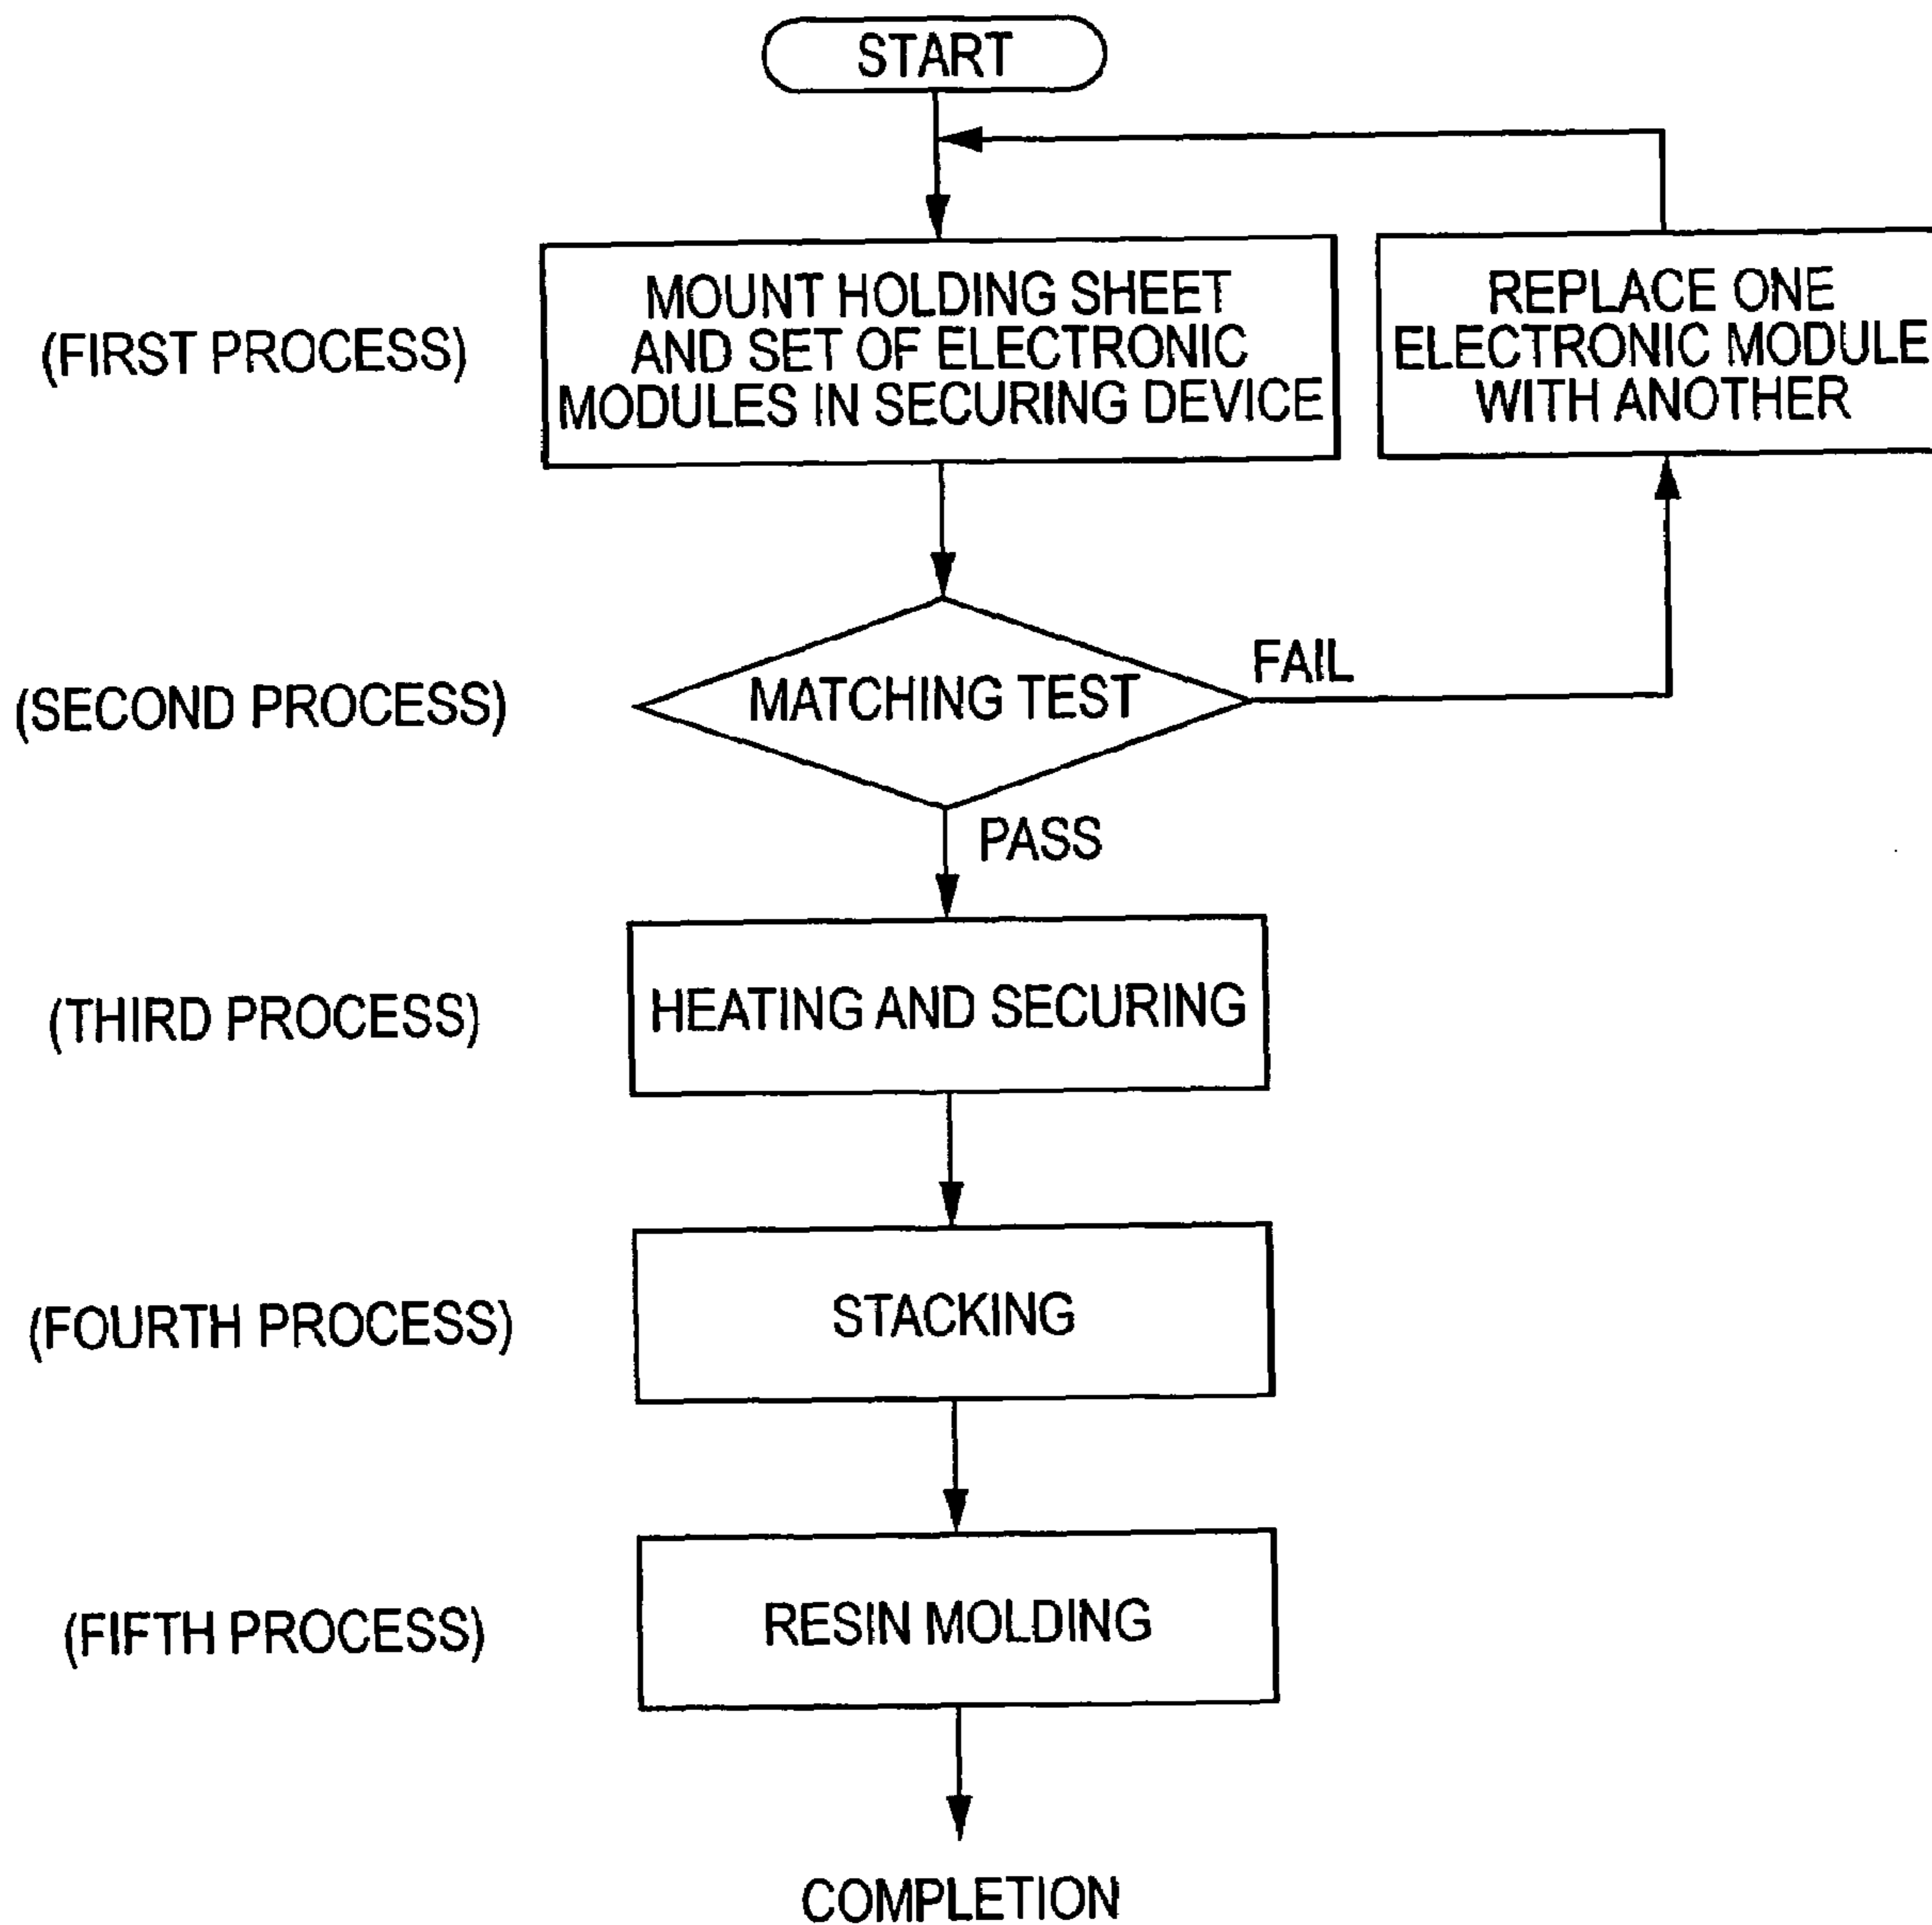 START
(FIRST PROCESS)
MOUNT HOLDING SHEET
AND SET OF ELECTRONIC
MODULES IN SECURING DEVICE
REPLACE ONE
ELECTRONIC MODULE
WITH ANOTHER
(SECOND PROCESS)
MATCHING TEST
FAIL
PASS
(THIRD PROCESS)
HEATING AND SECURING
(FOURTH PROCESS)
STACKING
(FIFTH PROCESS)
RESIN MOLDING
COMPLETION